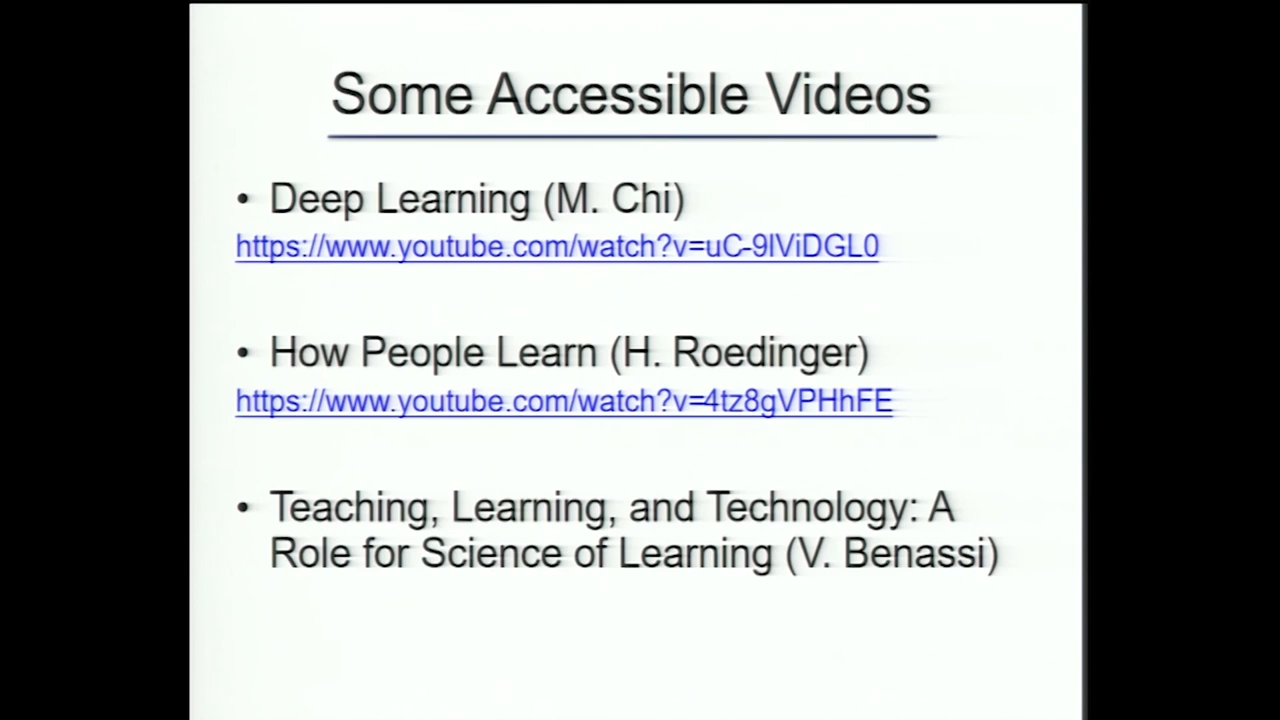 Some Accessible Videos
• Deep Learning (M. Chi)
https://www.youtube.com/watch?v=uC-9lViDGL0
• How People Learn (H. Roedinger)
https://www.youtube.com/watch?v=4tz8gVPHhFE
• Teaching, Learning, and Technology: A
Role for Science of Learning (V. Benassi)